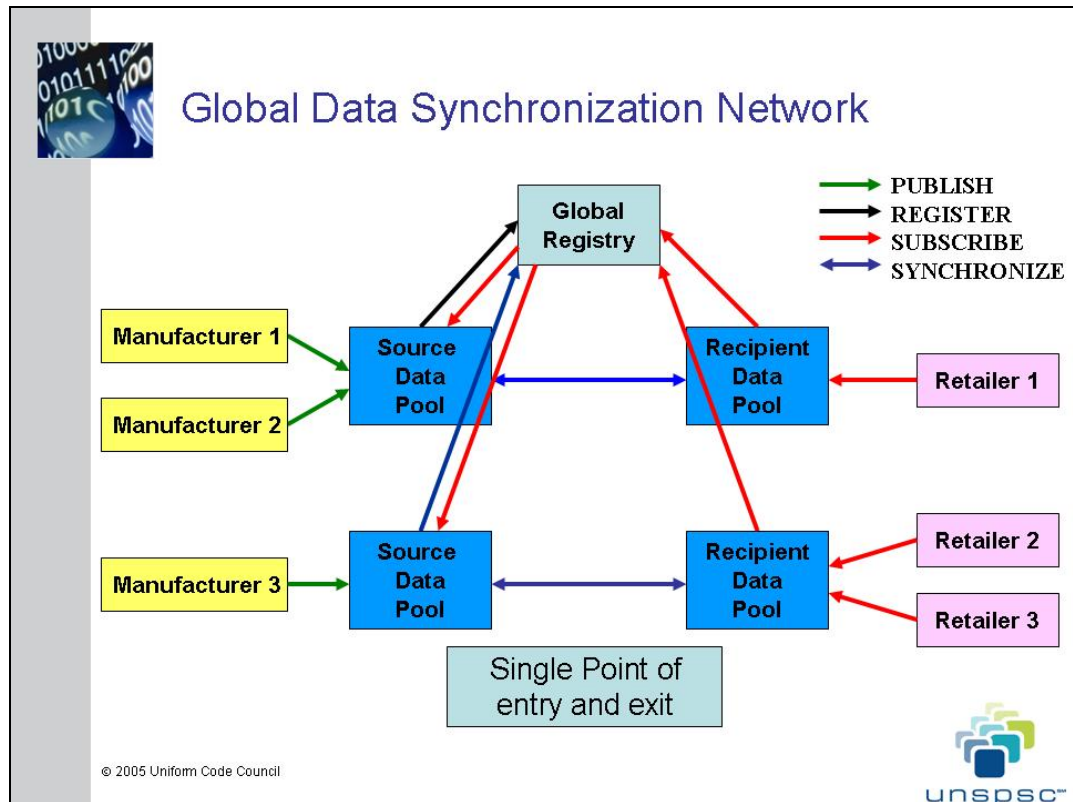 Global Data Synchronization Network
PUBLISH
REGISTER
SUBSCRIBE
SYNCHRONIZE
Global
Registry
Manufacturer 1
Manufacturer 2
Source
Data
Pool
Recipient
Data
Pool
Retailer 1
Manufacturer 3
Source
Data
Pool
Recipient
Data
Pool
Retailer 2
Retailer 3
Single Point of
entry and exit
© 2005 Uniform Code Council
unspsc℠